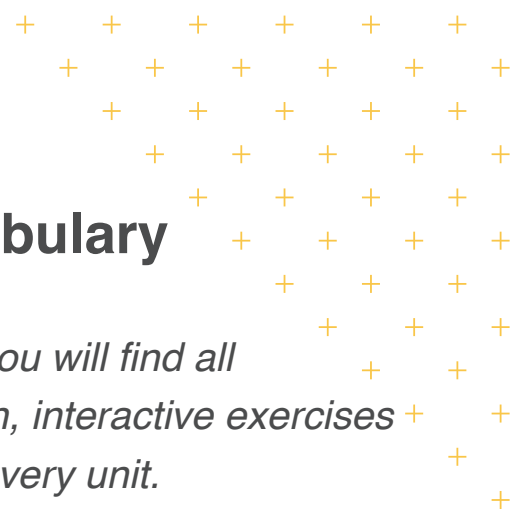 bulary
ou will find all
n, interactive exercises
very unit.